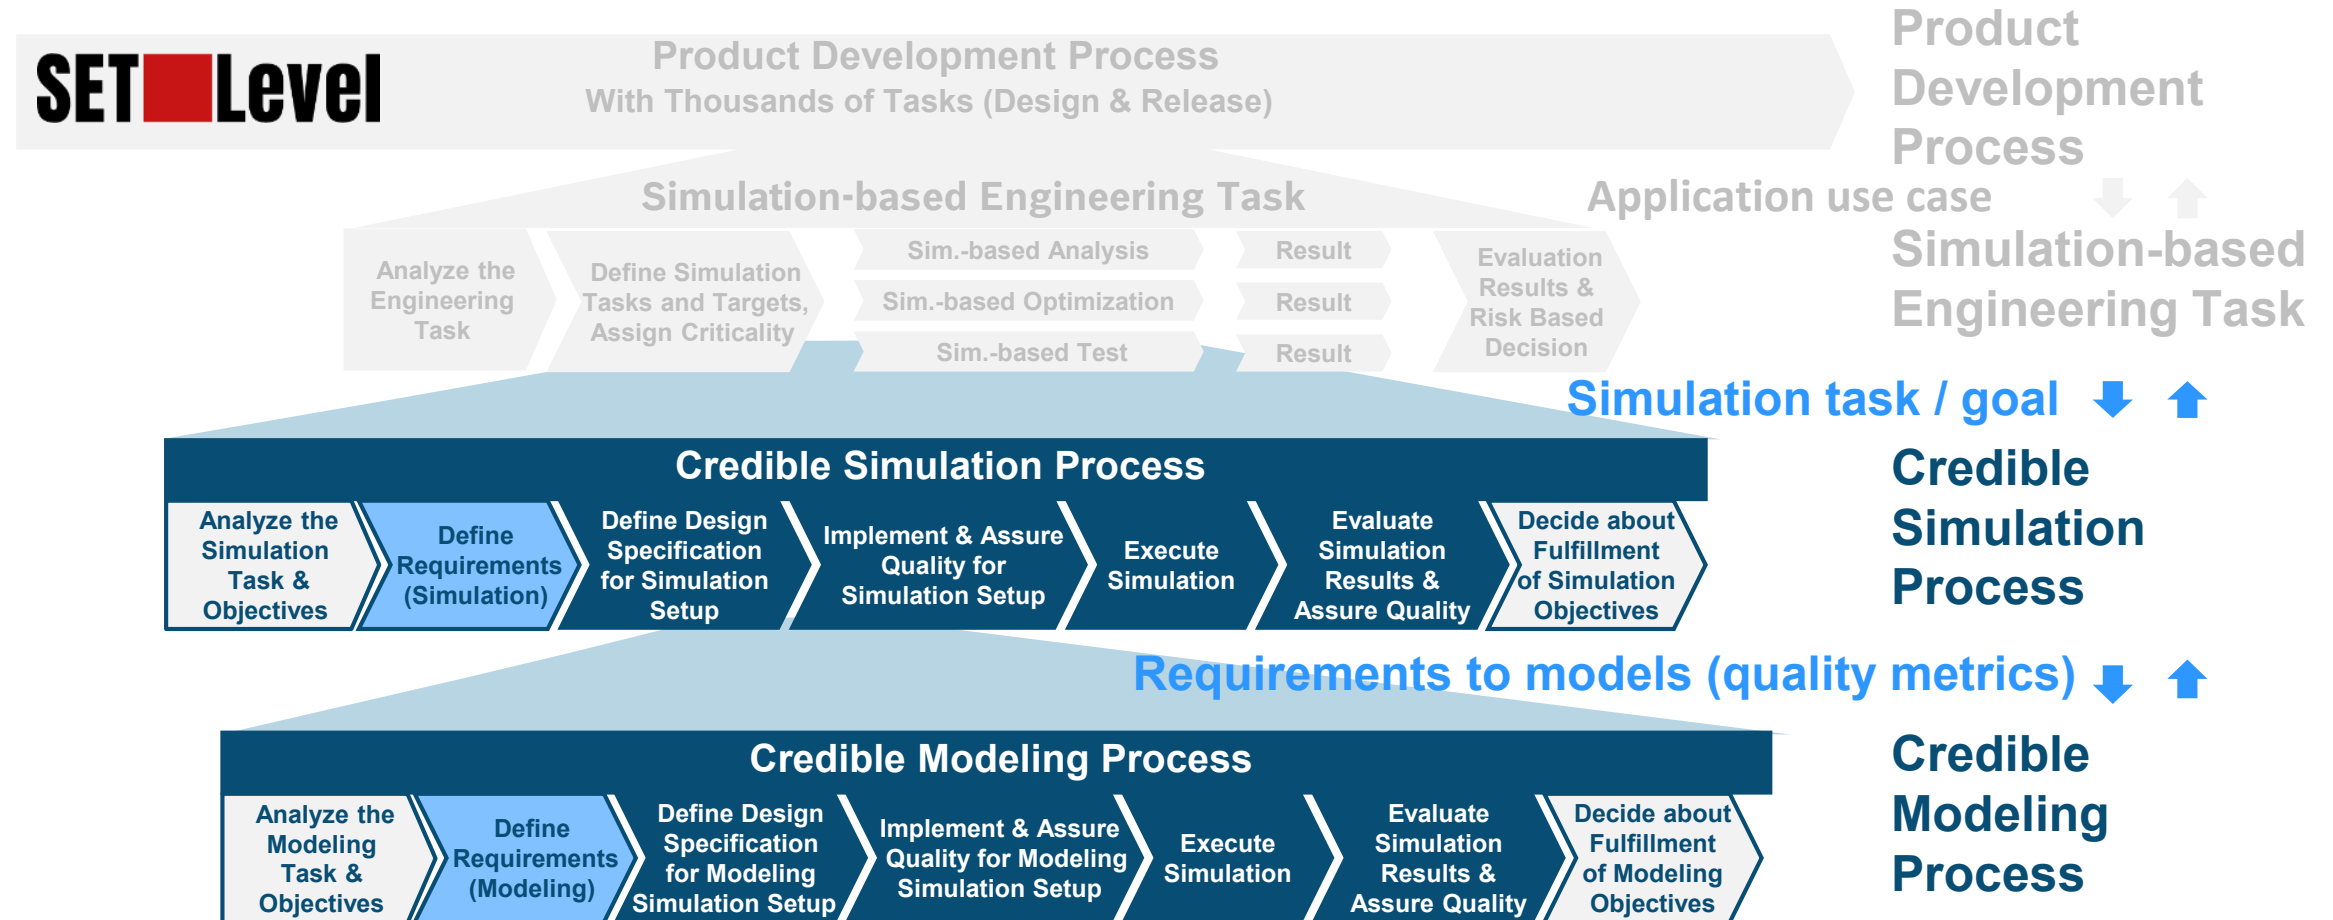 SET Level
Product Development Process
With Thousands of Tasks (Design & Release)
Product
Development
Process
Simulation-based Engineering Task
Application use case
Analyze the
Engineering
Task
Define Simulation
Tasks and Targets,
Assign Criticality
Sim.-based Analysis
Sim.-based Optimization
Sim.-based Test
Result
Result
Result
Evaluation
Results &
Risk Based
Decision
Simulation-based
Engineering Task
Simulation task / goal
Credible Simulation Process
Analyze the
Simulation
Task &
Objectives
Define
Requirements
(Simulation)
Define Design
Specification
for Simulation
Setup
Implement & Assure
Quality for
Simulation Setup
Execute
Simulation
Evaluate
Simulation
Results &
Assure Quality
Decide about
Fulfillment
of Simulation
Objectives
Credible
Simulation
Process
Requirements to models (quality metrics)
Credible Modeling Process
Analyze the
Modeling
Task &
Objectives
Define
Requirements
(Modeling)
Define Design
Specification
for Modeling
Simulation Setup
Implement & Assure
Quality for Modeling
Simulation Setup
Execute
Simulation
Evaluate
Simulation
Results &
Assure Quality
Decide about
Fulfillment
of Modeling
Objectives
Credible
Modeling
Process